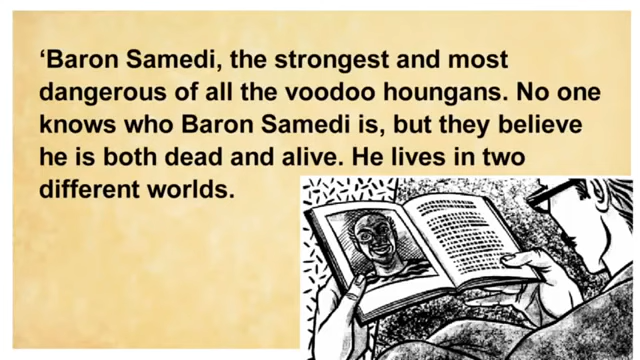 ‘Baron Samedi, the strongest and most
dangerous of all the voodoo houngans. No one
knows who Baron Samedi is, but they believe
he is both dead and alive. He lives in two
different worlds.